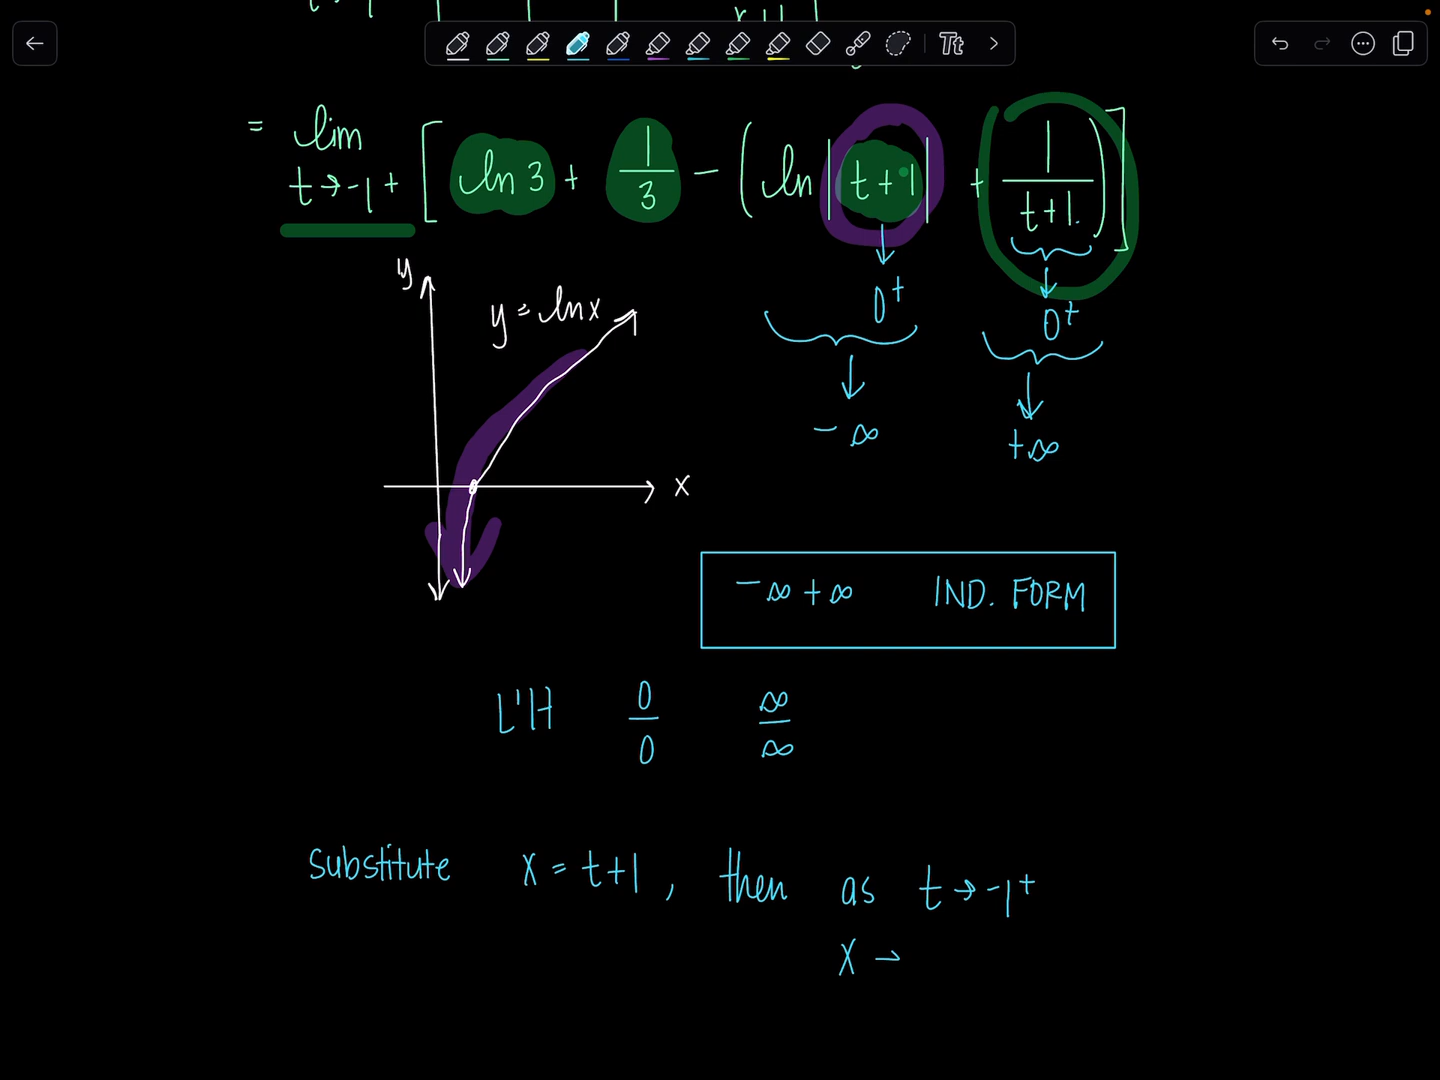 = lim t→-1+ [ ln 3 + 1/3 - ( ln |t+1| + 1/t+1 ) ]
y
y = ln x
0+
0+
-∞
+∞
x
-∞ + ∞ IND. FORM
L'H 0/0 ∞/∞
Substitute x = t+1, then as t → -1+
x →
Tt